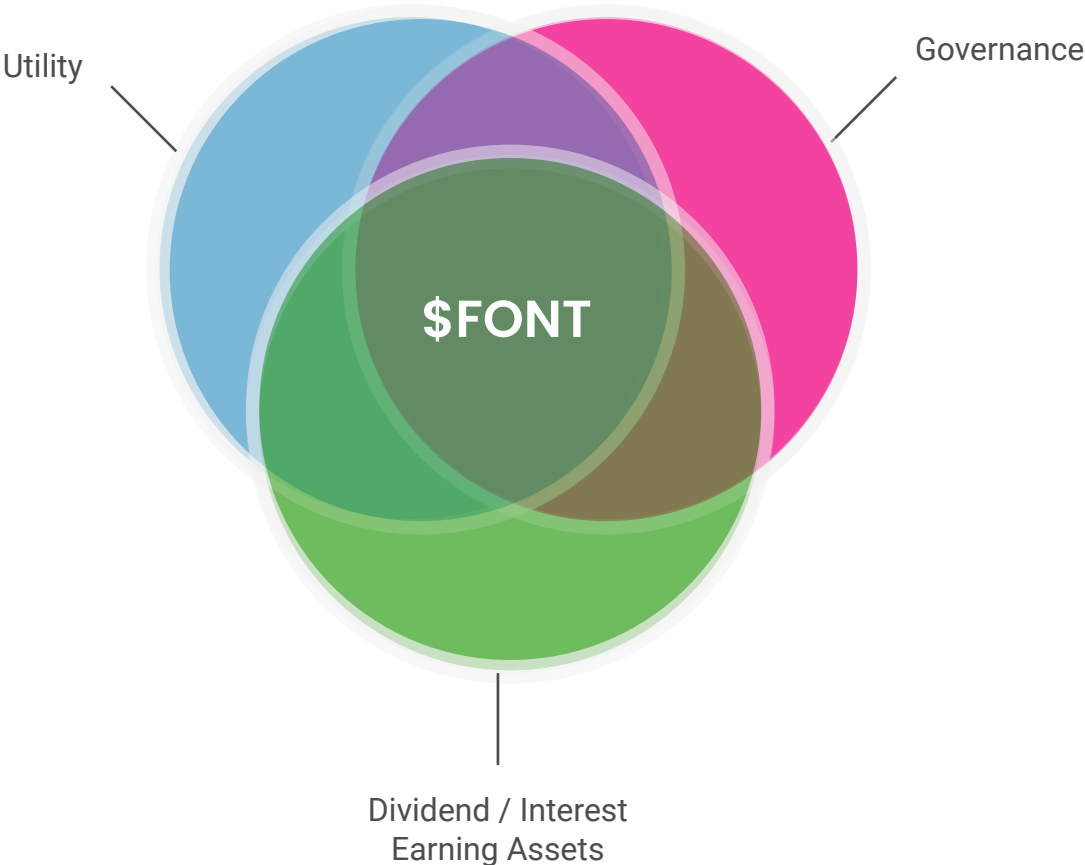 Utility
Governance
$FONT
Dividend / Interest
Earning Assets